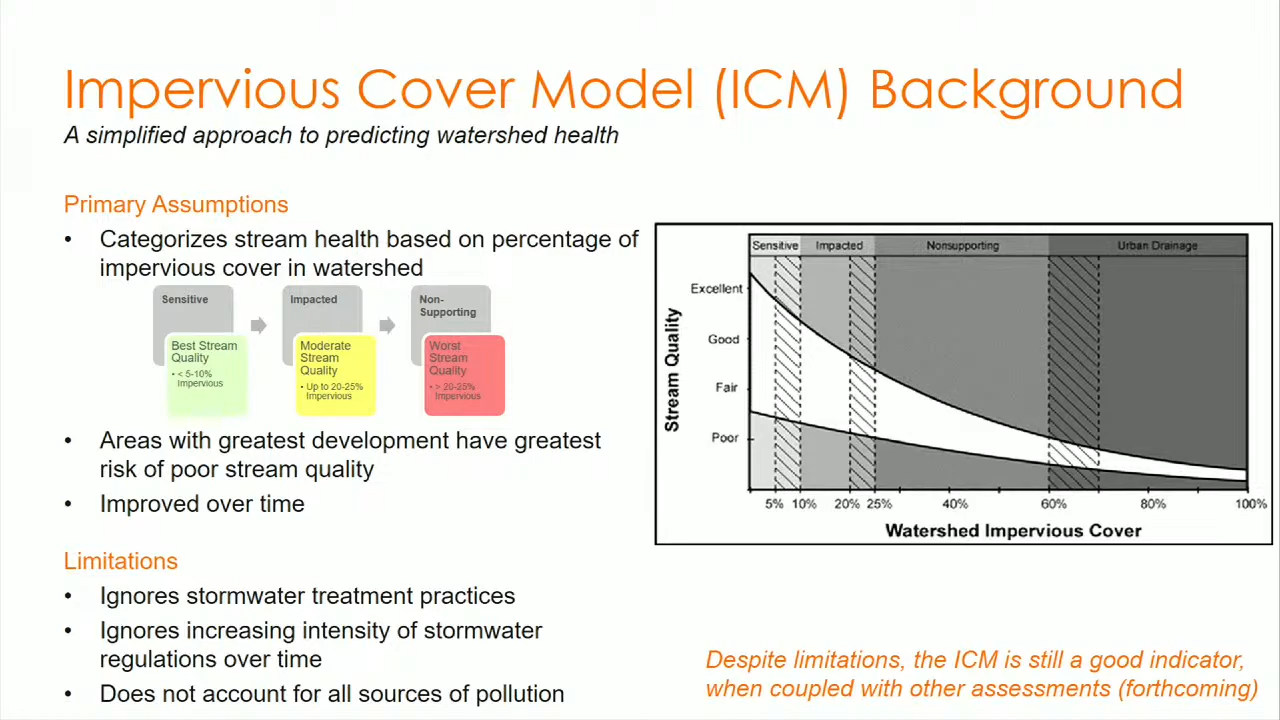 Impervious Cover Model (ICM) Background
A simplified approach to predicting watershed health
Primary Assumptions
• Categorizes stream health based on percentage of
impervious cover in watershed
Sensitive
Best Stream
Quality
• < 5-10%
Impervious
Impacted
Moderate
Stream
Quality
• Up to 20-25%
Impervious
Non-
Supporting
Worst
Stream
Quality
• > 20-25%
Impervious
• Areas with greatest development have greatest
risk of poor stream quality
• Improved over time
Limitations
• Ignores stormwater treatment practices
• Ignores increasing intensity of stormwater
regulations over time
• Does not account for all sources of pollution
Sensitive Impacted Nonsupporting Urban Drainage
Stream Quality
Excellent
Good
Fair
Poor
5% 10% 20% 25% 40% 60% 80% 100%
Watershed Impervious Cover
Despite limitations, the ICM is still a good indicator,
when coupled with other assessments (forthcoming)